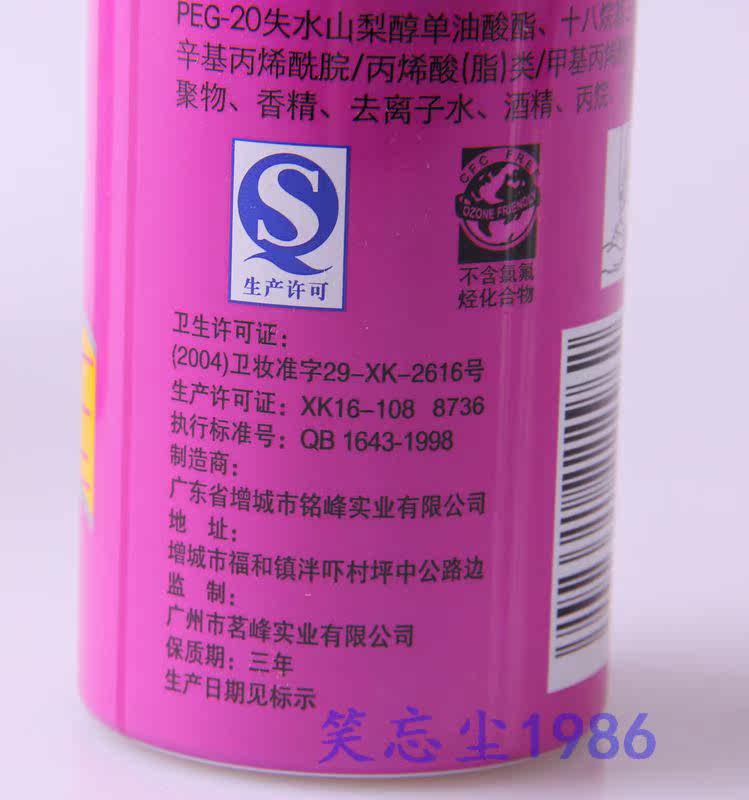 PEG-20失水山梨醇单油酸酯、十八烷基
辛基丙烯酰胺/丙烯酸(脂)类/甲基丙烯酸
聚物、香精、去离子水、酒精、丙烷、
生产许可
CFC FREE
OZONE FRIENDLY
不含氯氟
烃化合物
卫生许可证:
(2004)卫妆准字29-XK-2616号
生产许可证: XK16-108 8736
执行标准号: QB 1643-1998
制造商:
广东省增城市铭峰实业有限公司
地 址:
增城市福和镇泮吓村坪中公路边
监 制:
广州市茗峰实业有限公司
保质期: 三年
生产日期见标示
笑忘尘1986